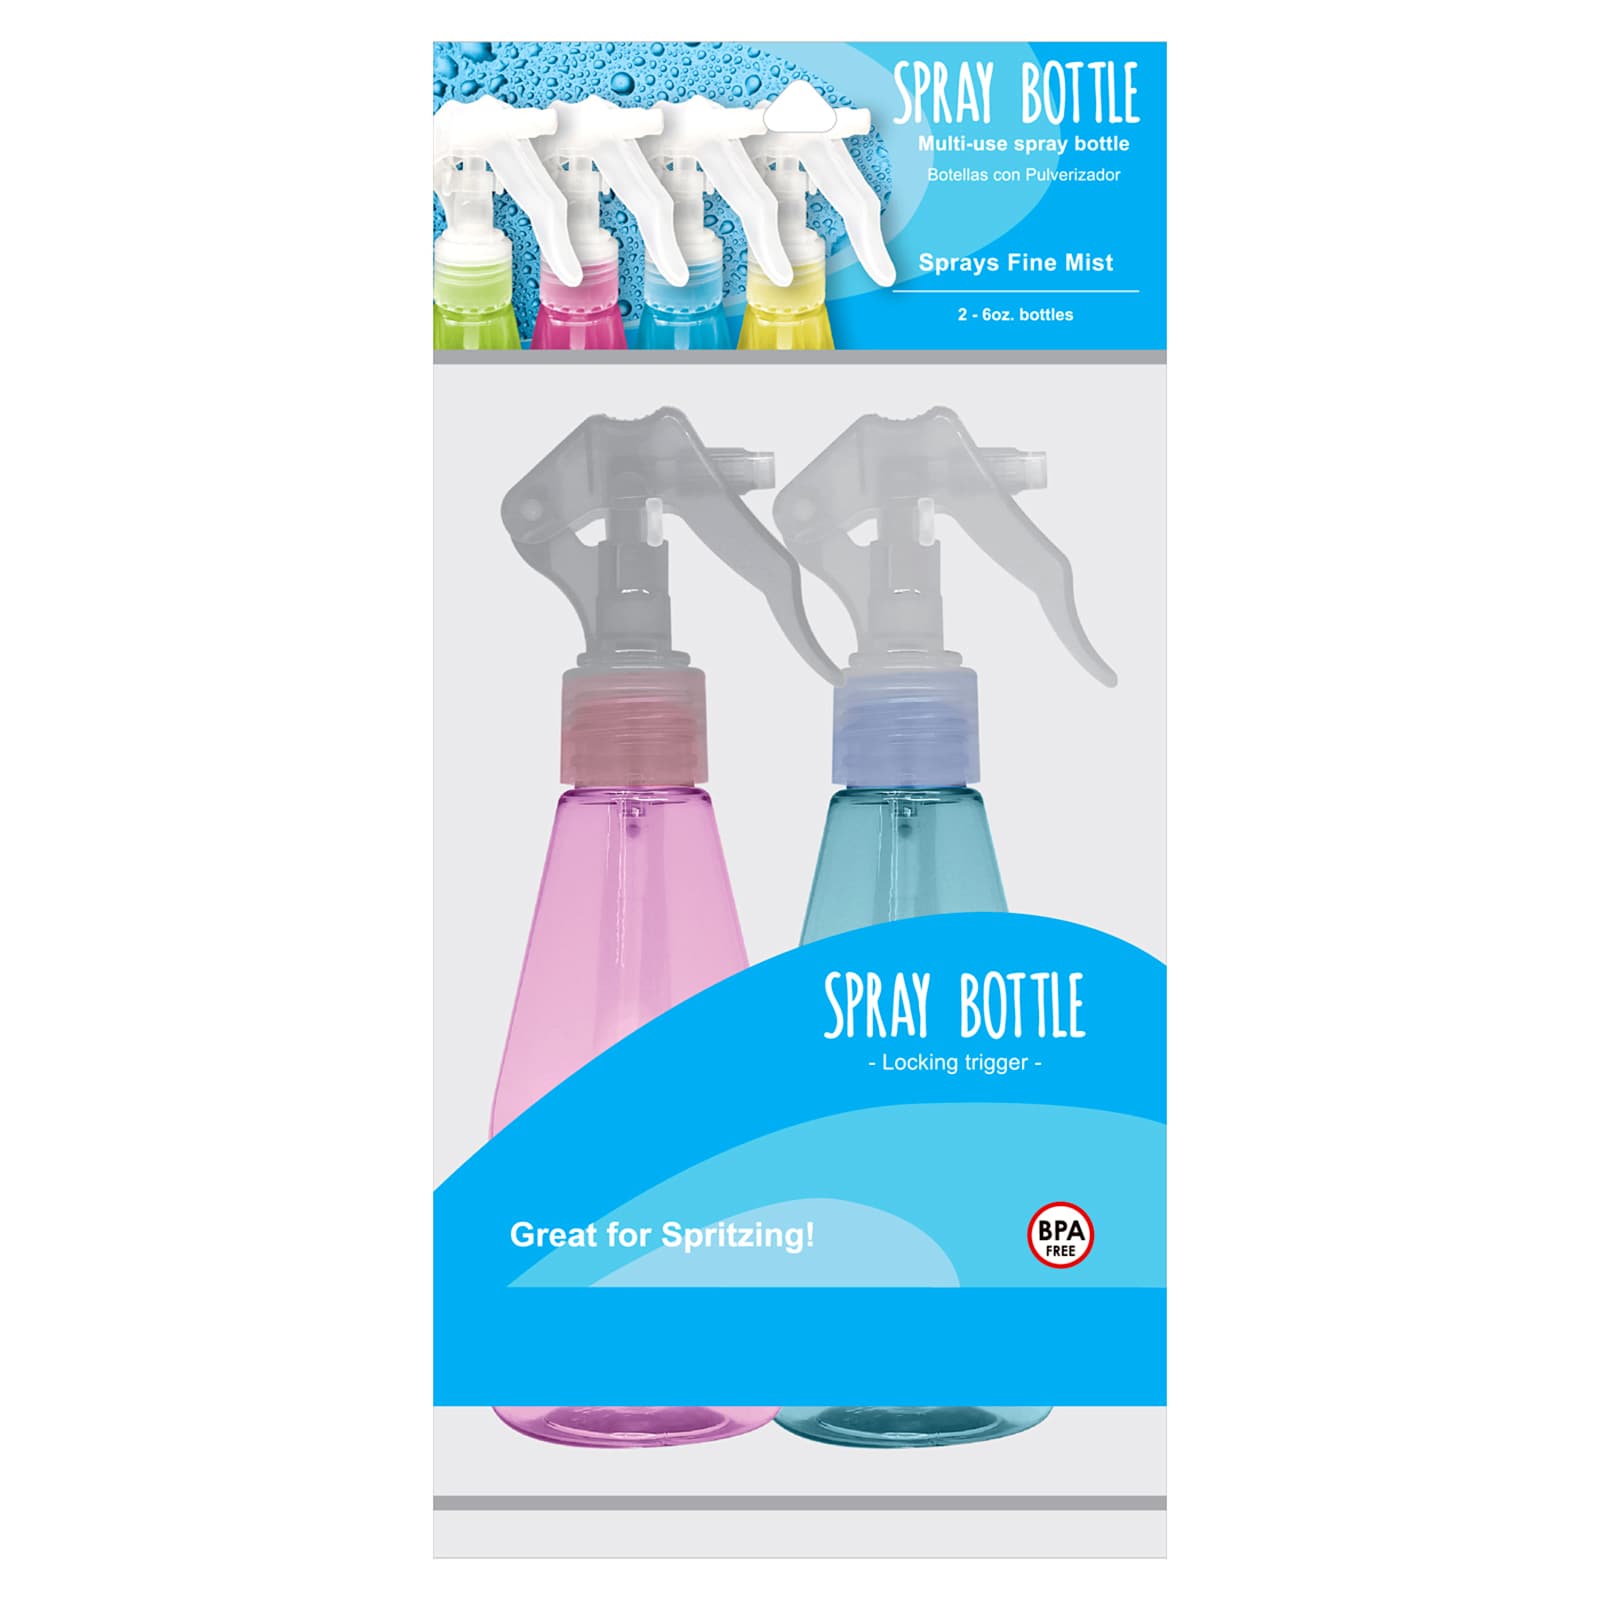 SPRAY BOTTLE
Multi-use spray bottle
Botellas con Pulverizador
Sprays Fine Mist
2 - 6oz. bottles
SPRAY BOTTLE
- Locking trigger -
Great for Spritzing!
BPA
FREE